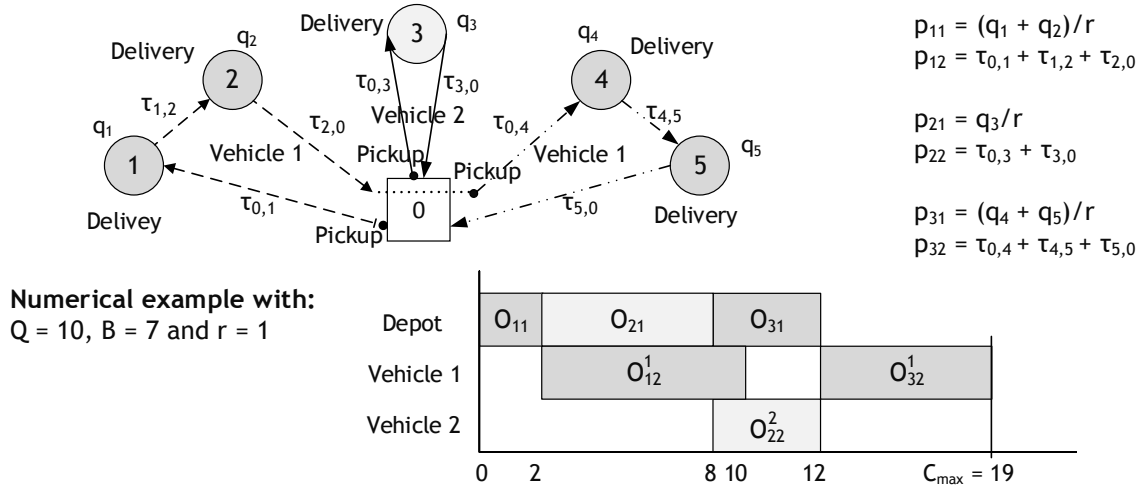 Delivery
q₂
2
τ₁,₂
q₁
1
Delivey
τ₂,₀
Vehicle 1
τ₀,₁
Pickup
Delivery
3
q₃
τ₀,₃
τ₃,₀
Vehicle 2
Pickup
Pickup
0
q₄
Delivery
4
τ₀,₄
τ₄,₅
Vehicle 1
5
q₅
τ₅,₀
Delivery
p₁₁ = (q₁ + q₂)/r
p₁₂ = τ₀,₁ + τ₁,₂ + τ₂,₀
p₂₁ = q₃/r
p₂₂ = τ₀,₃ + τ₃,₀
p₃₁ = (q₄ + q₅)/r
p₃₂ = τ₀,₄ + τ₄,₅ + τ₅,₀
Numerical example with:
Q = 10, B = 7 and r = 1
Depot O₁₁ O₂₁ O₃₁
Vehicle 1 O¹₁₂ O¹₃₂
Vehicle 2 O²₂₂
0 2 8 10 12 Cₘₐₓ = 19